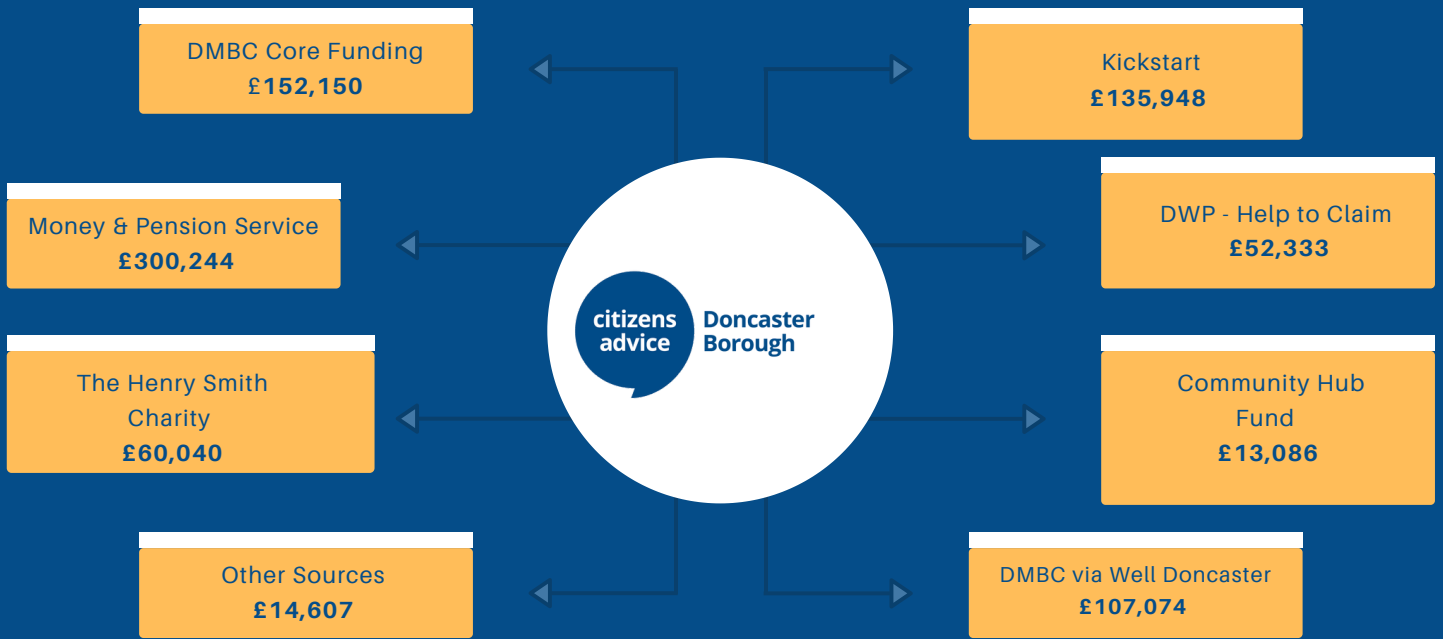 DMBC Core Funding
£152,150
Kickstart
£135,948
Money & Pension Service
£300,244
DWP - Help to Claim
£52,333
citizens
advice
Doncaster
Borough
The Henry Smith
Charity
£60,040
Community Hub
Fund
£13,086
Other Sources
£14,607
DMBC via Well Doncaster
£107,074